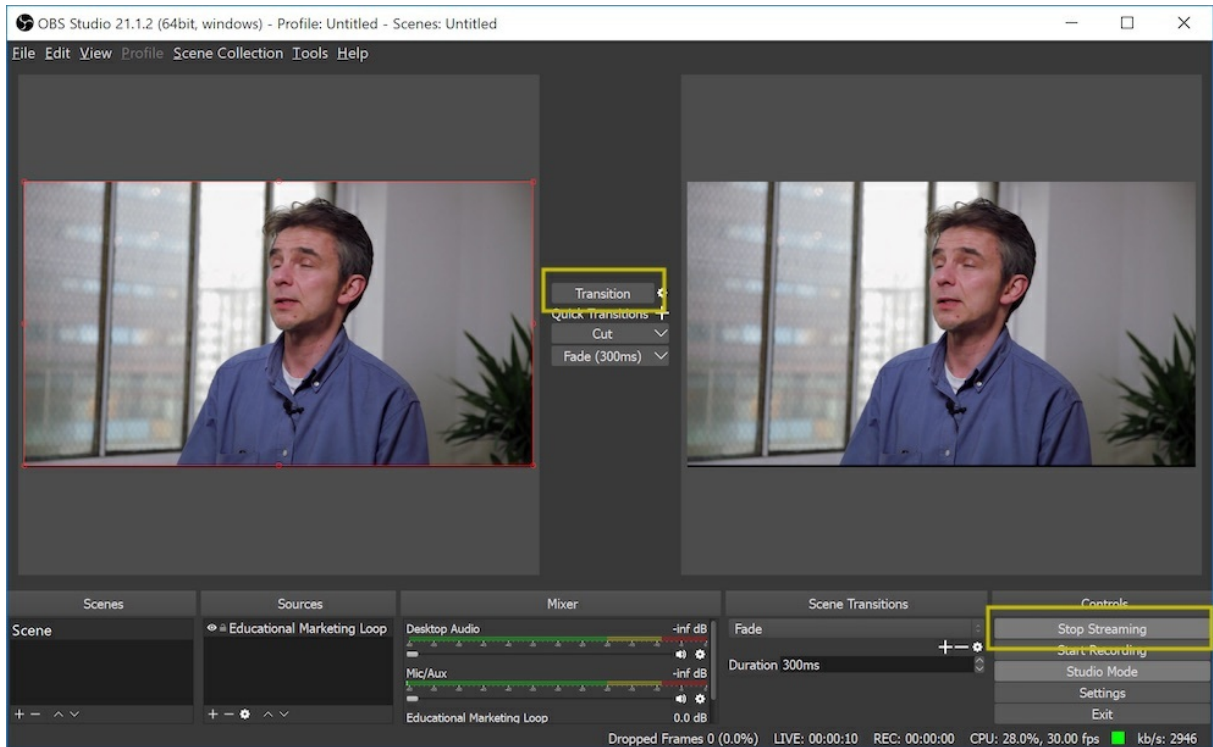 OBS Studio 21.1.2 (64bit, windows) - Profile: Untitled - Scenes: Untitled
File Edit View Profile Scene Collection Tools Help
Transition
Quick Transitions
Cut
Fade (300ms)
Scenes
Scene
Sources
Educational Marketing Loop
Mixer
Desktop Audio -inf dB
Mic/Aux -inf dB
Educational Marketing Loop 0.0 dB
Scene Transitions
Fade
Duration 300ms
Controls
Stop Streaming
Start Recording
Studio Mode
Settings
Exit
Dropped Frames 0 (0.0%) LIVE: 00:00:10 REC: 00:00:00 CPU: 28.0%, 30.00 fps kb/s: 2946